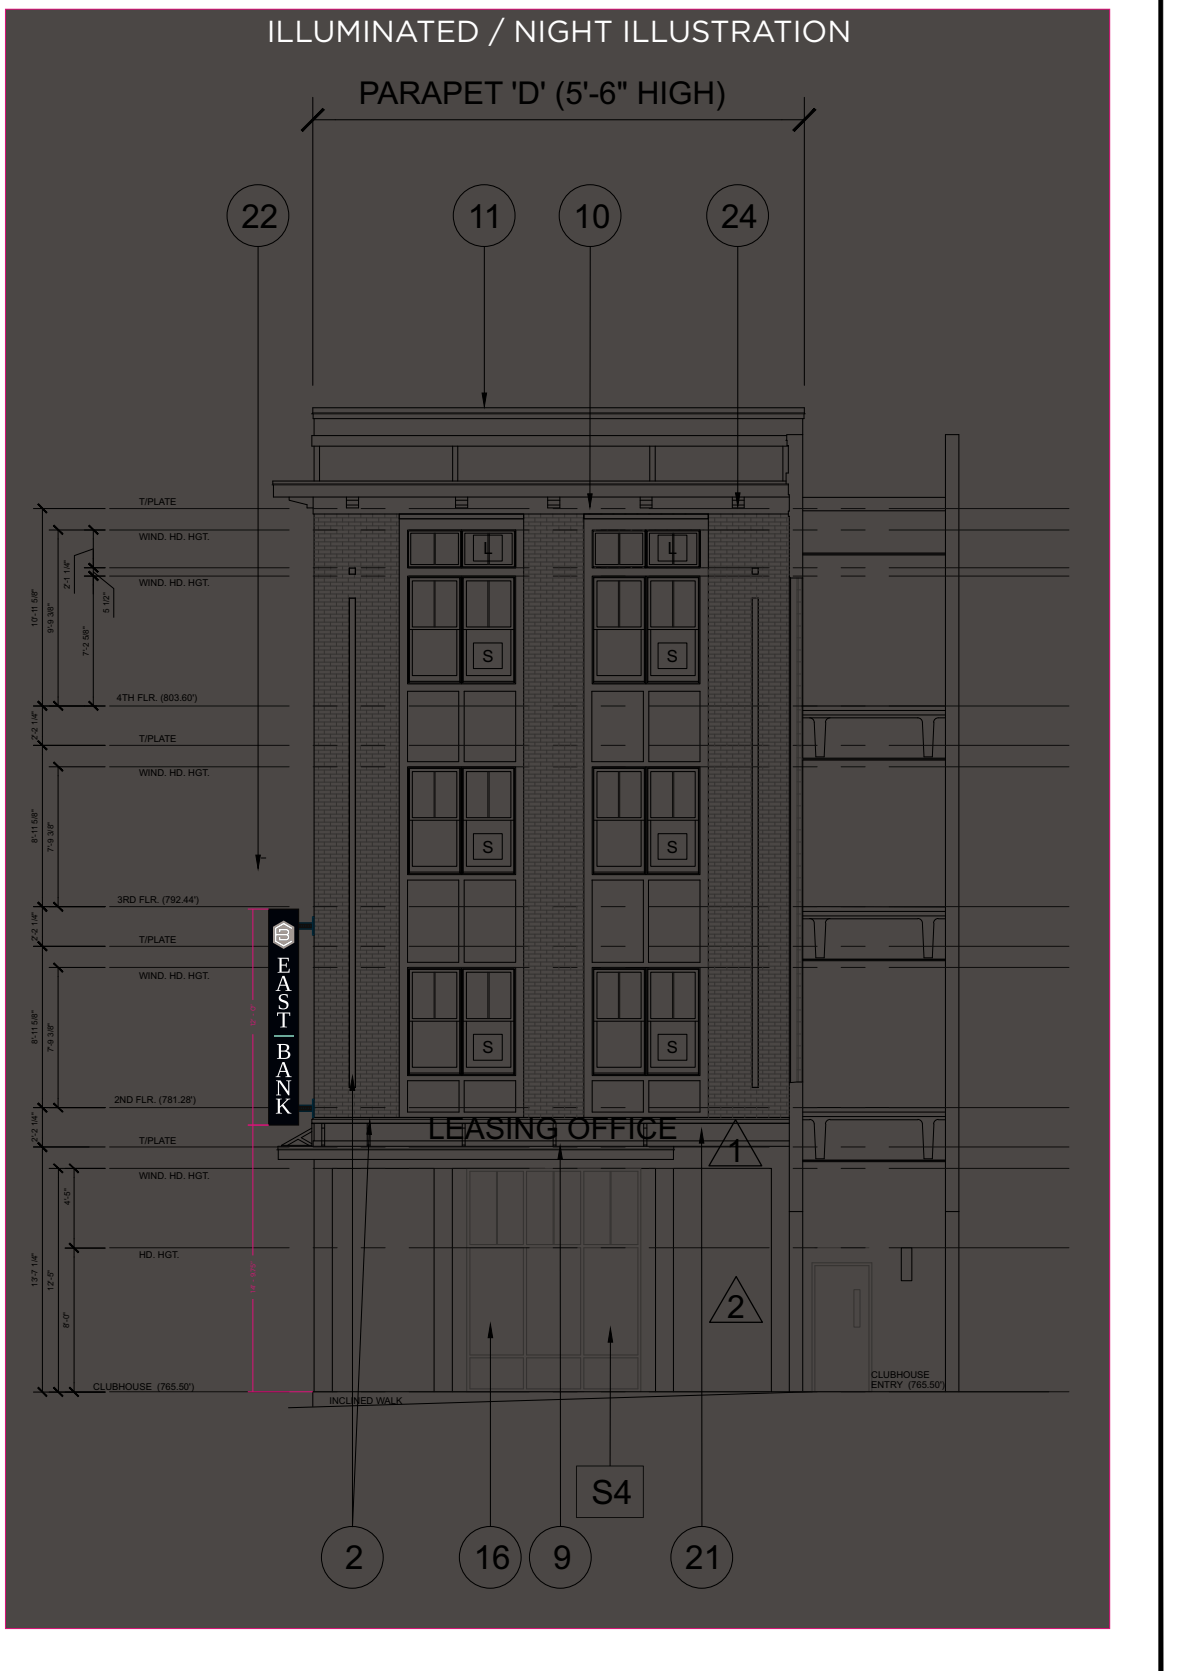 ILLUMINATED / NIGHT ILLUSTRATION
PARAPET 'D' (5'-6" HIGH)
22
11
10
24
T/PLATE
WIND. HD. HGT.
L
L
2'-1 1/4"
WIND. HD. HGT.
5 1/2"
10'-11 5/8"
9'-9 3/8"
7'-2 5/8"
S
S
4TH FLR. (803.60')
2'-2 1/4"
T/PLATE
WIND. HD. HGT.
8'-11 5/8"
7'-9 3/8"
S
S
3RD FLR. (792.44')
2'-2 1/4"
T/PLATE
WIND. HD. HGT.
EAST
BANK
8'-11 5/8"
7'-9 3/8"
S
S
2ND FLR. (781.28')
2'-2 1/4"
T/PLATE
LEASING OFFICE
1
WIND. HD. HGT.
4'-5"
HD. HGT.
13'-7 1/4"
12'-5"
8'-0"
2
CLUBHOUSE (765.50')
CLUBHOUSE
ENTRY (765.50')
INCLINED WALK
S4
2
16
9
21